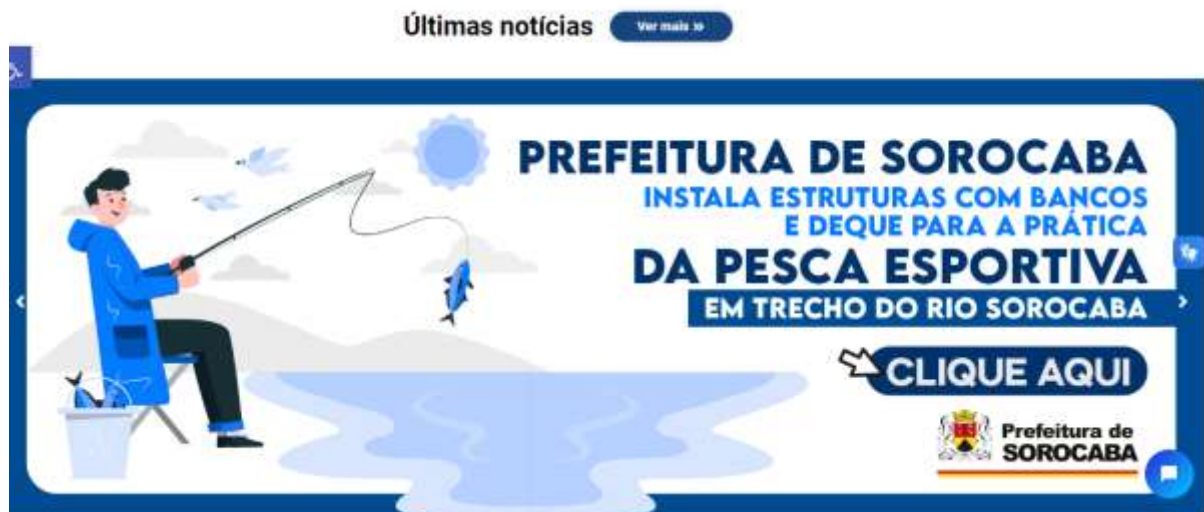 Últimas notícias
Ver mais »
PREFEITURA DE SOROCABA
INSTALA ESTRUTURAS COM BANCOS
E DEQUE PARA A PRÁTICA
DA PESCA ESPORTIVA
EM TRECHO DO RIO SOROCABA
CLIQUE AQUI
Prefeitura de
SOROCABA